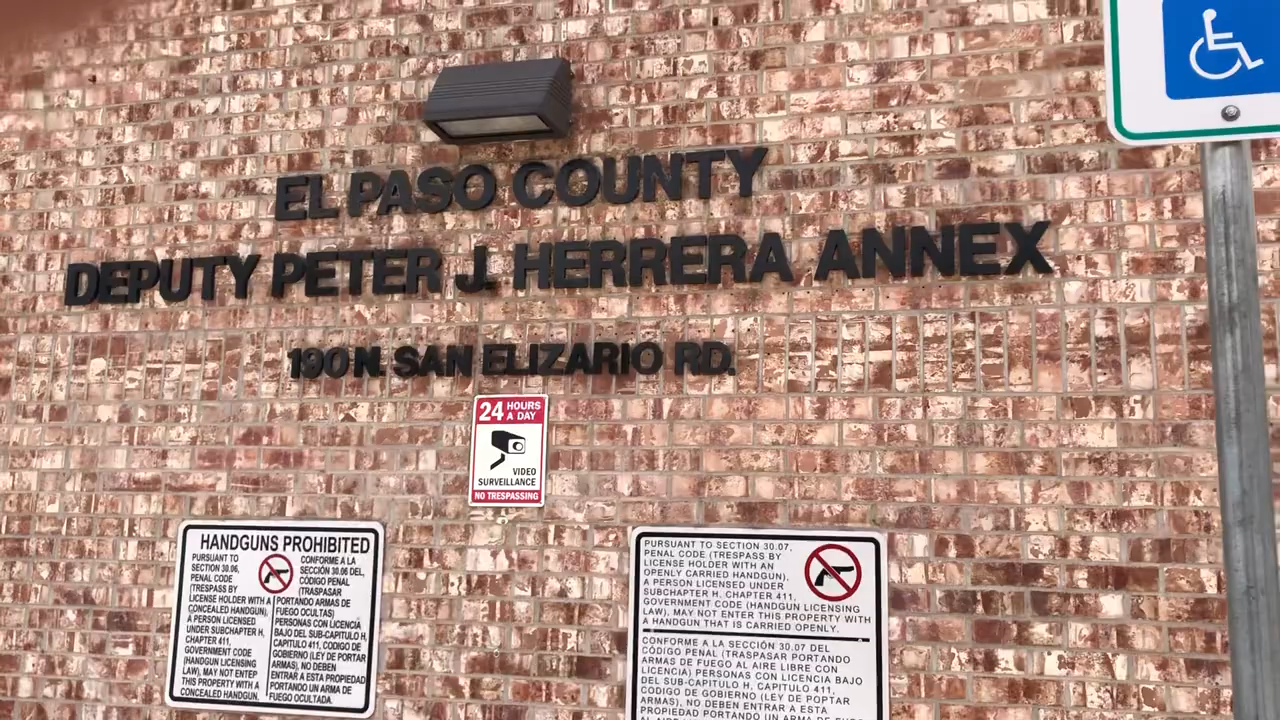 EL PASO COUNTY
DEPUTY PETER J. HERRERA ANNEX
190 N. SAN ELIZARIO RD.
24 HOURS
A DAY
VIDEO
SURVEILLANCE
NO TRESPASSING
HANDGUNS PROHIBITED
PURSUANT TO
SECTION 30.06,
PENAL CODE
(TRESPASS BY
LICENSE HOLDER WITH A
CONCEALED HANDGUN),
A PERSON LICENSED
UNDER SUBCHAPTER H,
CHAPTER 411,
GOVERNMENT CODE
(HANDGUN LICENSING
LAW), MAY NOT ENTEP
THIS PROPERTY WITH A
CONCEALED HANDGUN.
CONFORME A LA
SECCIÓN 30.06 DEL,
CÓDIGO PENAL
(TRASPASAR
PORTANDO ARMAS DE
FUEGO OCULTAS)
PERSONAS CON LICENCIA
BAJO DEL SUB-CAPITULO H,
CAPITULO 411, CODIGO DE
GOBIERNO (LEY DE PORTAR
ARMAS), NO DEBEN
ENTRAR A ESTA PROPIEDAD
PORTANDO UN ARMA DE
FUEGO OCULTADA.
PURSUANT TO SECTION 30.07,
PENAL CODE (TRESPASS BY
LICENSE HOLDER WITH AN
OPENLY CARRIED HANDGUN),
A PERSON LICENSED UNDER
SUBCHAPTER H, CHAPTER 411,
GOVERNMENT CODE (HANDGUN LICENSING
LAW), MAY NOT ENTER THIS PROPERTY WITH
A HANDGUN THAT IS CARRIED OPENLY.
CONFORME A LA SECCIÓN 30.07 DEL
CÓDIGO PENAL (TRASPASAR PORTANDO
ARMAS DE FUEGO AL AIRE LIBRE CON
LICENCIA) PERSONAS CON LICENCIA BAJO
DEL SUB-CAPITULO H, CAPITULO 411,
CODIGO DE GOBIERNO (LEY DE POPTAR
ARMAS), NO DEBEN ENTRAR A ESTA
PROPIEDAD PORTANDO UN ARMA DE